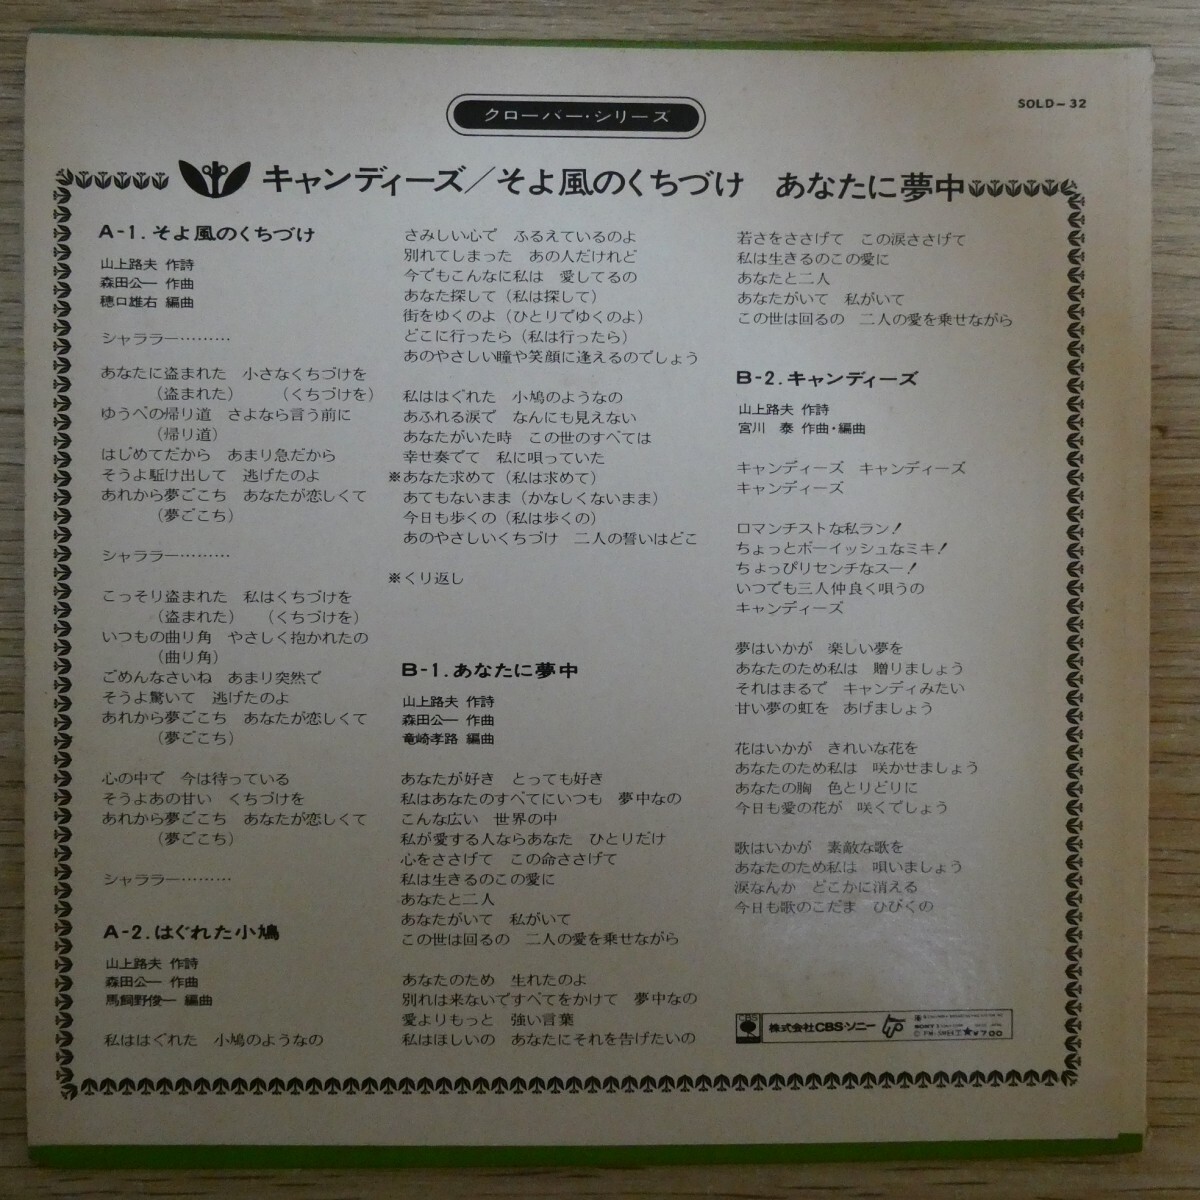 SOLD-32
クローバー・シリーズ
キャンディーズ／そよ風のくちづけ　あなたに夢中
A-1.そよ風のくちづけ
山上路夫 作詩
森田公一 作曲
穂口雄右 編曲
シャララー………
あなたに盗まれた　小さなくちづけを
（盗まれた）　　（くちづけを）
ゆうべの帰り道　さよなら言う前に
（帰り道）
はじめてだから　あまり急だから
そうよ駈け出して　逃げたのよ
あれから夢ごこち　あなたが恋しくて
（夢ごこち）
シャララー………
こっそり盗まれた　私はくちづけを
（盗まれた）　（くちづけを）
いつもの曲り角　やさしく抱かれたの
（曲り角）
ごめんなさいね　あまり突然で
そうよ驚いて　逃げたのよ
あれから夢ごこち　あなたが恋しくて
（夢ごこち）
心の中で　今は待っている
そうよあの甘い　くちづけを
あれから夢ごこち　あなたが恋しくて
（夢ごこち）
シャララー………
A-2.はぐれた小鳩
山上路夫 作詩
森田公一 作曲
馬飼野俊一 編曲
私ははぐれた　小鳩のようなの
さみしい心で　ふるえているのよ
別れてしまった　あの人だけれど
今でもこんなに私は　愛してるの
あなた探して（私は探して）
街をゆくのよ（ひとりでゆくのよ）
どこに行ったら（私は行ったら）
あのやさしい瞳や笑顔に逢えるのでしょう
私ははぐれた　小鳩のようなの
あふれる涙で　なんにも見えない
あなたがいた時　この世のすべては
幸せ奏でて　私に唄っていた
※あなた求めて（私は求めて）
あてもないまま（かなしくないまま）
今日も歩くの（私は歩くの）
あのやさしいくちづけ　二人の誓いはどこ
※くり返し
B-1.あなたに夢中
山上路夫 作詩
森田公一 作曲
竜崎孝路 編曲
あなたが好き　とっても好き
私はあなたのすべてにいつも　夢中なの
こんな広い　世界の中
私が愛する人ならあなた　ひとりだけ
心をささげて　この命ささげて
私は生きるのこの愛に
あなたと二人
あなたがいて　私がいて
この世は回るの　二人の愛を乗せながら
あなたのため　生れたのよ
別れは来ないですべてをかけて　夢中なの
愛よりもっと　強い言葉
私はほしいの　あなたにそれを告げたいの
若さをささげて　この涙ささげて
私は生きるのこの愛に
あなたと二人
あなたがいて　私がいて
この世は回るの　二人の愛を乗せながら
B-2.キャンディーズ
山上路夫 作詩
宮川　泰 作曲・編曲
キャンディーズ　キャンディーズ
キャンディーズ
ロマンチストな私ラン！
ちょっとボーイッシュなミキ！
ちょっぴりセンチなスー！
いつでも三人仲良く唄うの
キャンディーズ
夢はいかが　楽しい夢を
あなたのため私は　贈りましょう
それはまるで　キャンディみたい
甘い夢の虹を　あげましょう
花はいかが　きれいな花を
あなたのため私は　咲かせましょう
あなたの胸　色とりどりに
今日も愛の花が　咲くでしょう
歌はいかが　素敵な歌を
あなたのため私は　唄いましょう
涙なんか　どこかに消える
今日も歌のこだま　ひびくの
CBS
株式会社CBS・ソニー
★¥700